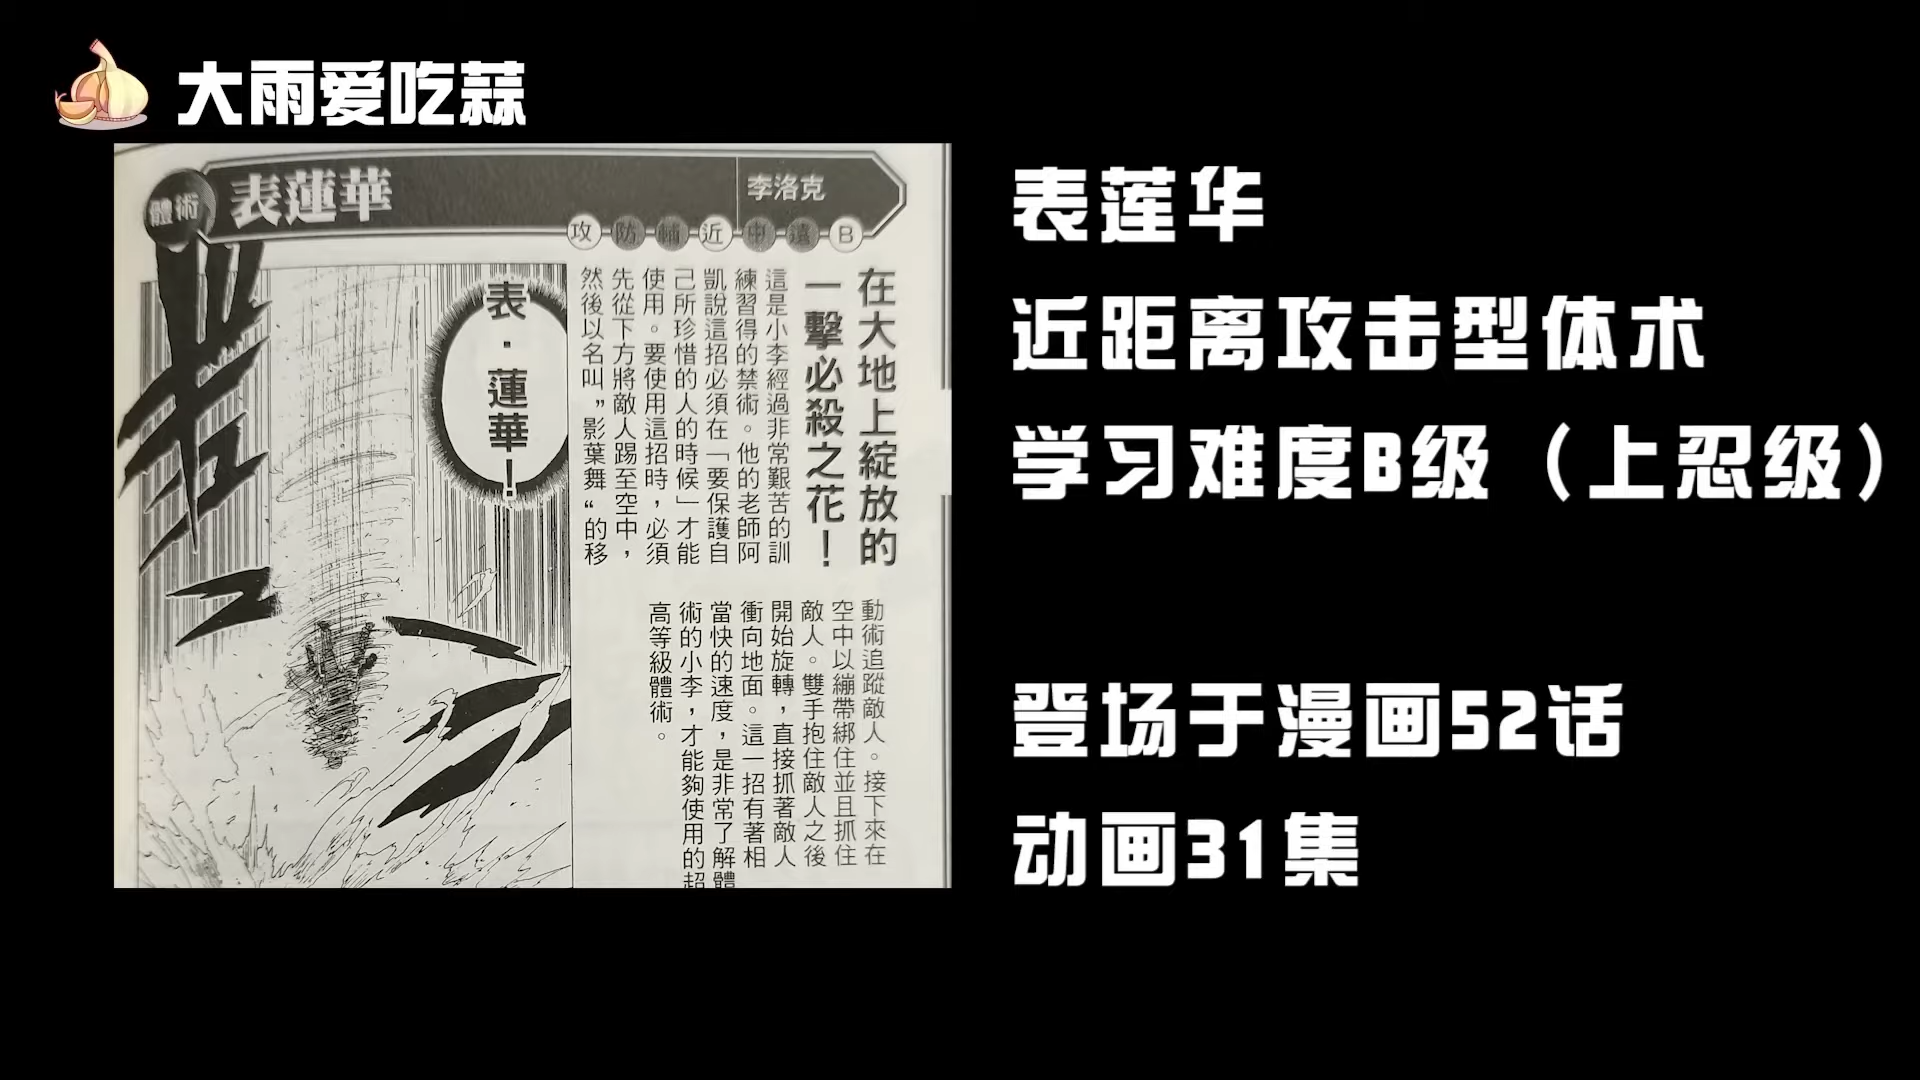 大雨爱吃蒜
體術
表蓮華
李洛克
攻 防 輔 近 中 遠 B
表·蓮華!
在大地上綻放的
一擊必殺之花!
這是小李經過非常艱苦的訓
練習得的禁術。他的老師阿
凱說這招必須在「要保護自
己所珍惜的人的時候」才能
使用。要使用這招時，必須
先從下方將敵人踢至空中，
然後以名叫”影葉舞“的移
動術追蹤敵人。接下來在
空中以繃帶綁住並且抓住
敵人。雙手抱住敵人之後
開始旋轉，直接抓著敵人
衝向地面。這一招有著相
當快的速度，是非常了解體
術的小李，才能夠使用的超
高等級體術。
表莲华
近距离攻击型体术
学习难度B级（上忍级）
登场于漫画52话
动画31集